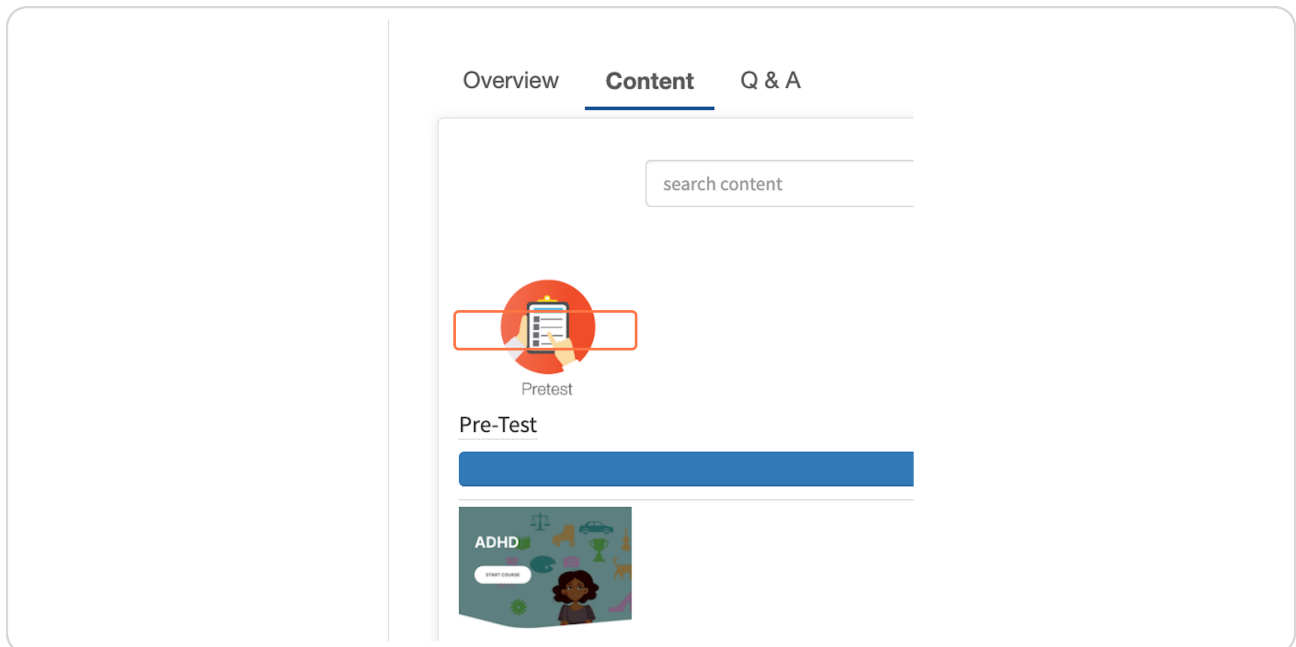 Overview Content Q & A
search content
Pretest
Pre-Test
ADHD
START COURSE